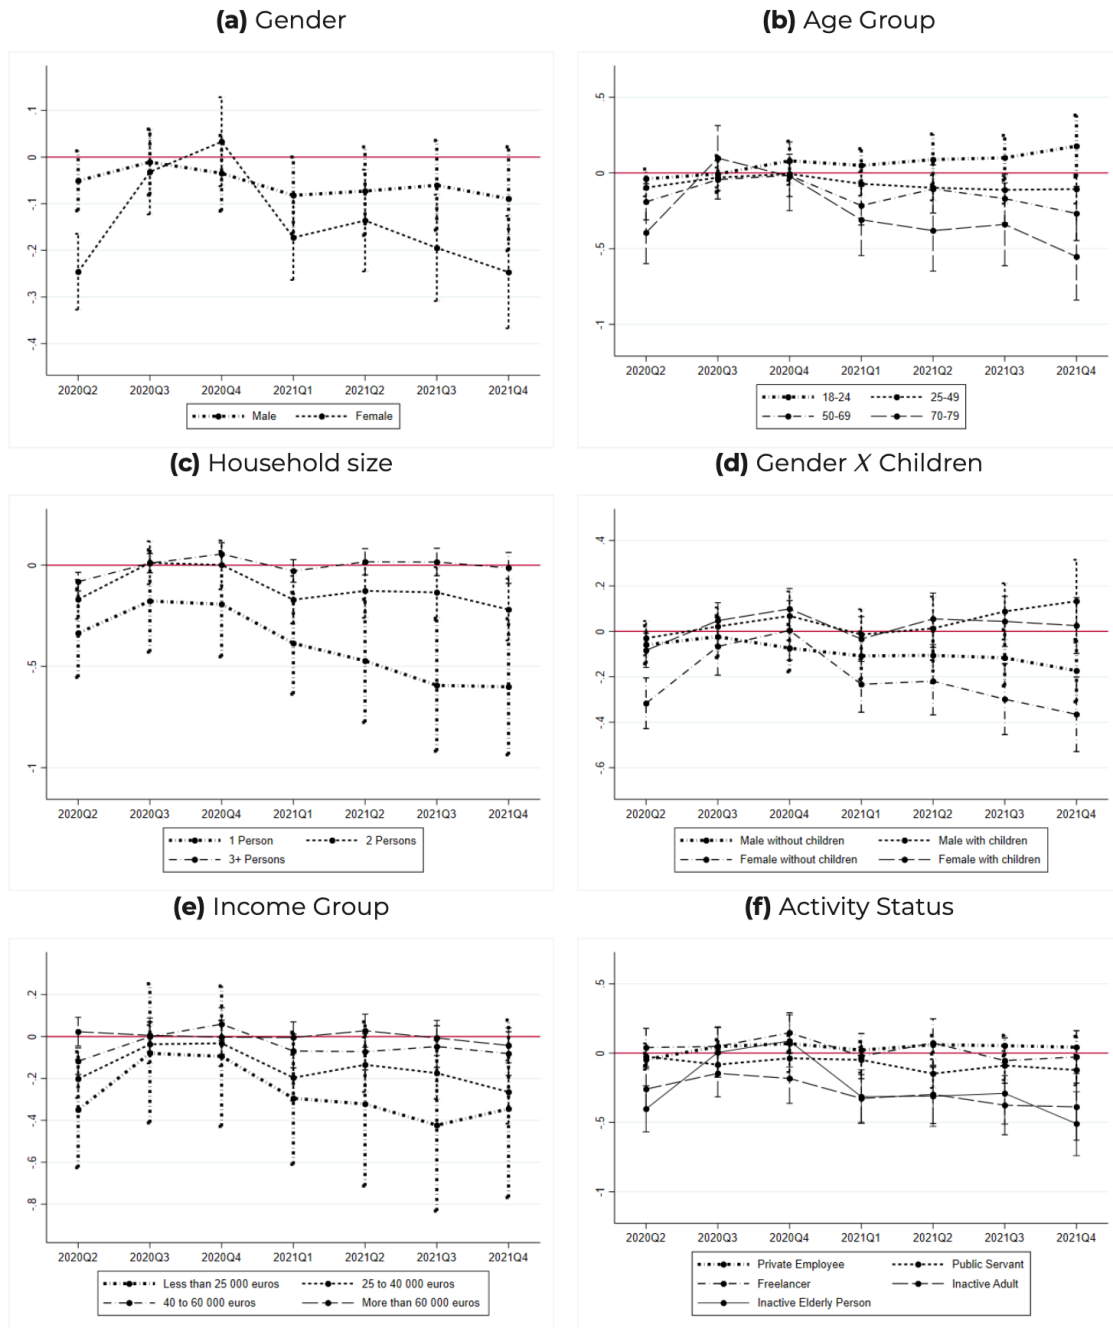 (a) Gender
.1
0
-.1
-.2
-.3
-.4
2020Q2 2020Q3 2020Q4 2021Q1 2021Q2 2021Q3 2021Q4
Male Female
(b) Age Group
.5
0
-.5
-1
2020Q2 2020Q3 2020Q4 2021Q1 2021Q2 2021Q3 2021Q4
18-24 25-49
50-69 70-79
(c) Household size
0
-.5
-1
2020Q2 2020Q3 2020Q4 2021Q1 2021Q2 2021Q3 2021Q4
1 Person 2 Persons
3+ Persons
(d) Gender X Children
.4
.2
0
-.2
-.4
-.6
2020Q2 2020Q3 2020Q4 2021Q1 2021Q2 2021Q3 2021Q4
Male without children Male with children
Female without children Female with children
(e) Income Group
.2
0
-.2
-.4
-.6
-.8
2020Q2 2020Q3 2020Q4 2021Q1 2021Q2 2021Q3 2021Q4
Less than 25 000 euros 25 to 40 000 euros
40 to 60 000 euros More than 60 000 euros
(f) Activity Status
.5
0
-.5
-1
2020Q2 2020Q3 2020Q4 2021Q1 2021Q2 2021Q3 2021Q4
Private Employee Public Servant
Freelancer Inactive Adult
Inactive Elderly Person